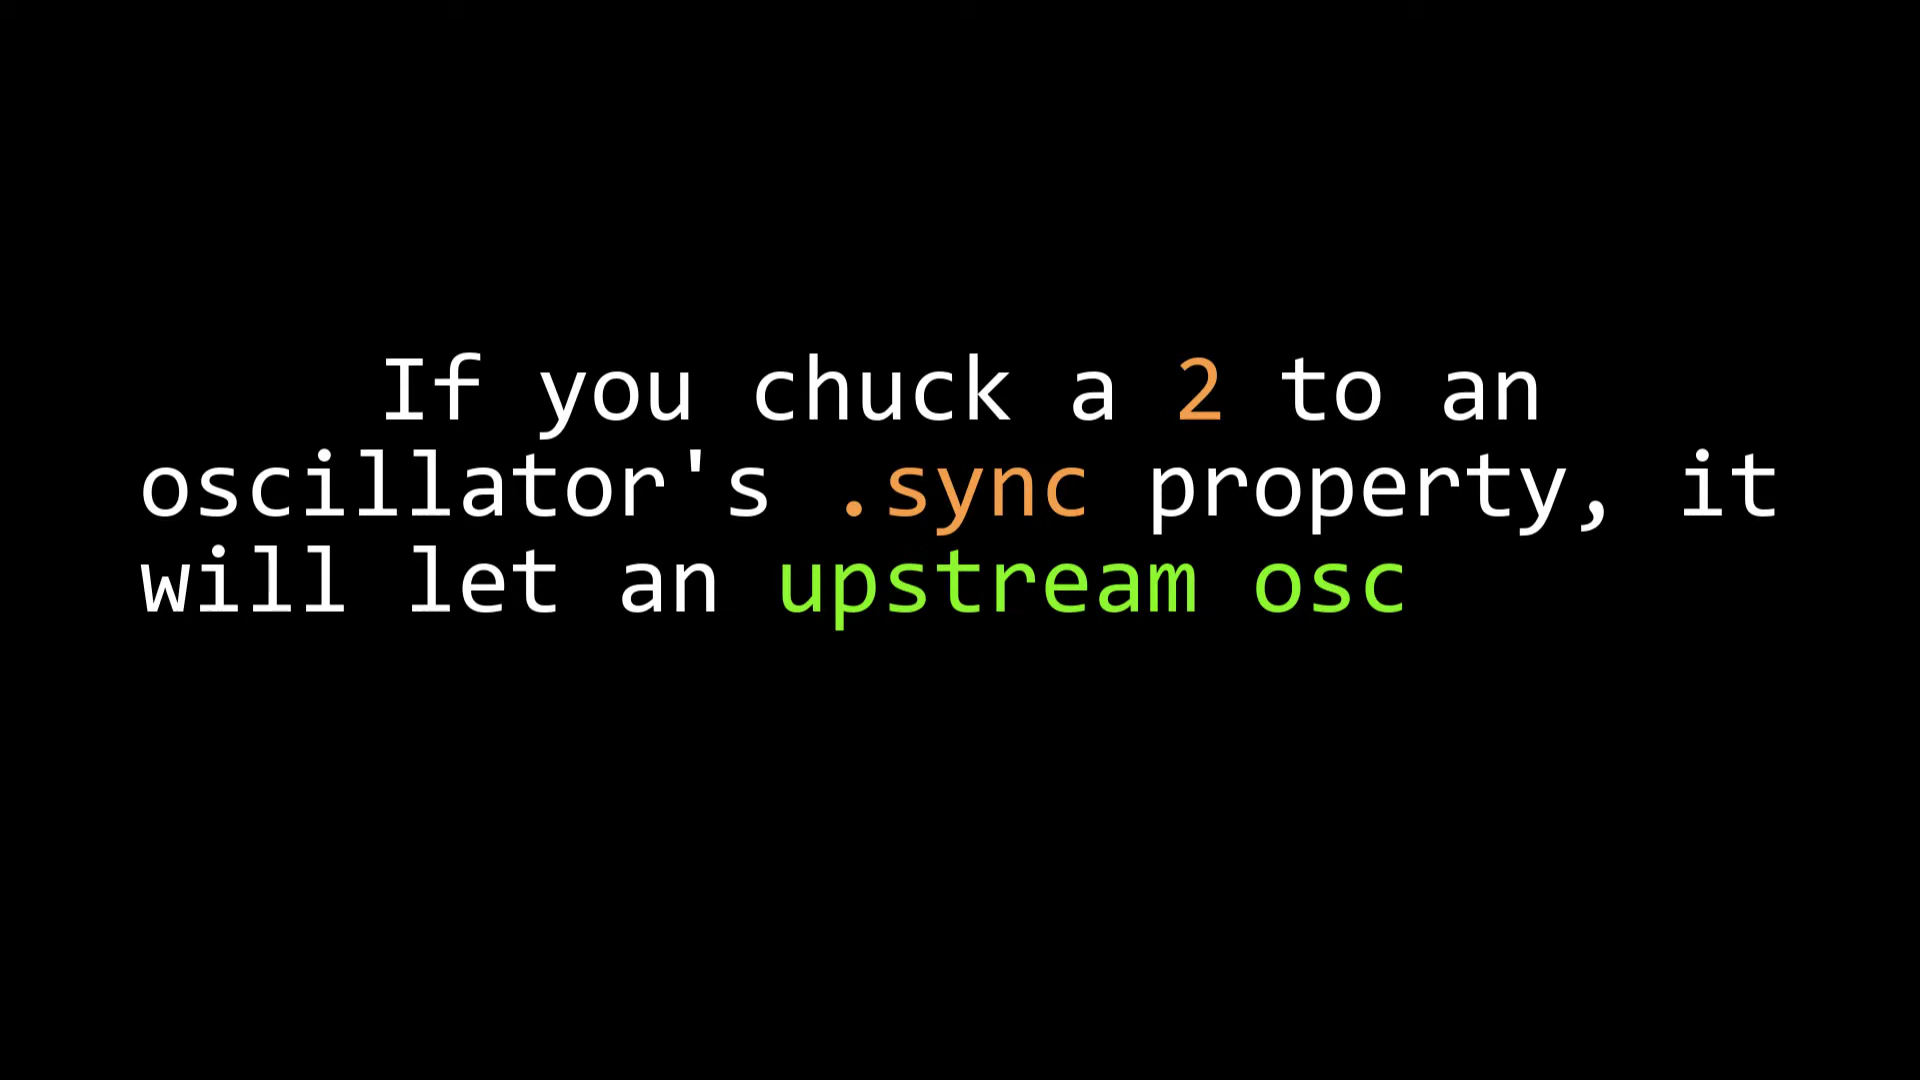 If you chuck a 2 to an
oscillator's .sync property, it
will let an upstream osc